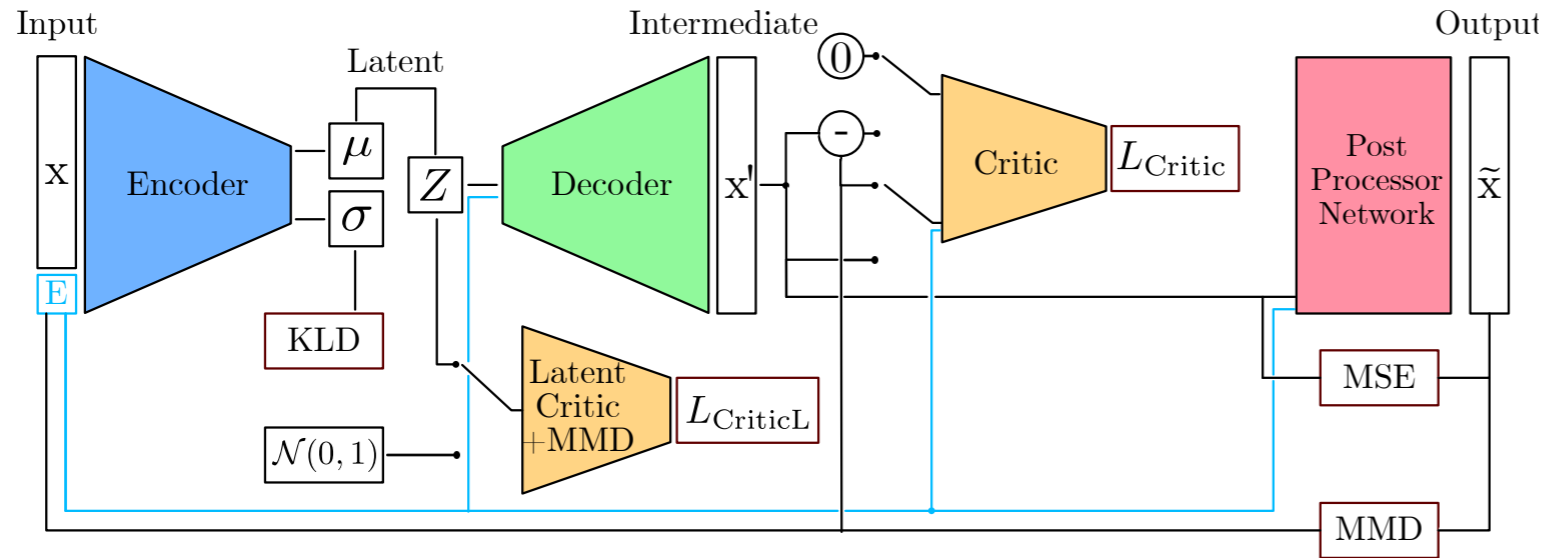 Input
Latent
Intermediate
Output
x
E
Encoder
μ
σ
KLD
Z
𝒩(0, 1)
Decoder
x'
Latent
Critic
+MMD
L_CriticL
0
-
Critic
L_Critic
Post
Processor
Network
x̃
MSE
MMD